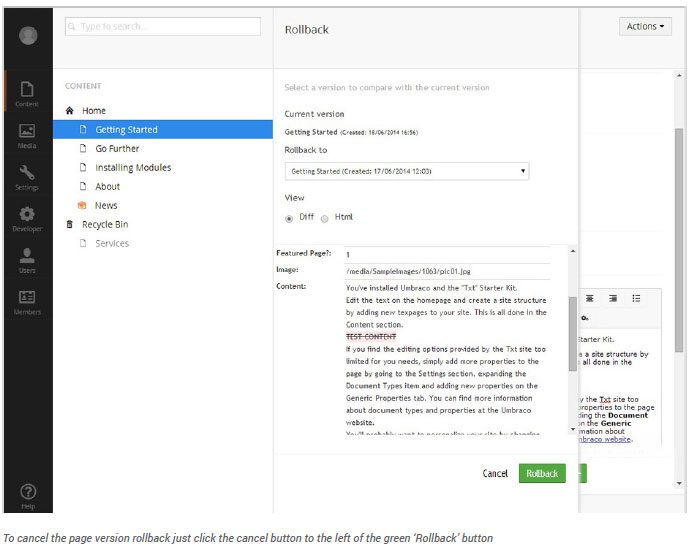 Type to search...
Rollback
Actions
Content
Media
Settings
Developer
Users
Members
Help
CONTENT
Home
Getting Started
Go Further
Installing Modules
About
News
Recycle Bin
Services
Select a version to compare with the current version
Current version
Getting Started (Created: 18/06/2014 16:56)
Rollback to
Getting Started (Created: 17/06/2014 12:03)
View
Diff Html
Featured Page?: 1
Image: /media/SampleImages/1063/pic01.jpg
Content: You've installed Umbraco and the "Txt" Starter Kit.
Edit the text on the homepage and create a site structure
by adding new texpages to your site. This is all done in the
Content section.
TEST CONTENT
If you find the editing options provided by the Txt site too
limited for you needs, simply add more properties to the
page by going to the Settings section, expanding the
Document Types item and adding new properties on the
Generic Properties tab. You can find more information
about document types and properties at the Umbraco
website.
You'll probably want to personalize your site by changing
Cancel Rollback
Starter Kit.
a site structure by
all done in the
y the Txt site too
properties to the page
ding the Document
in the Generic
mation about
mbraco website.
To cancel the page version rollback just click the cancel button to the left of the green ‘Rollback’ button